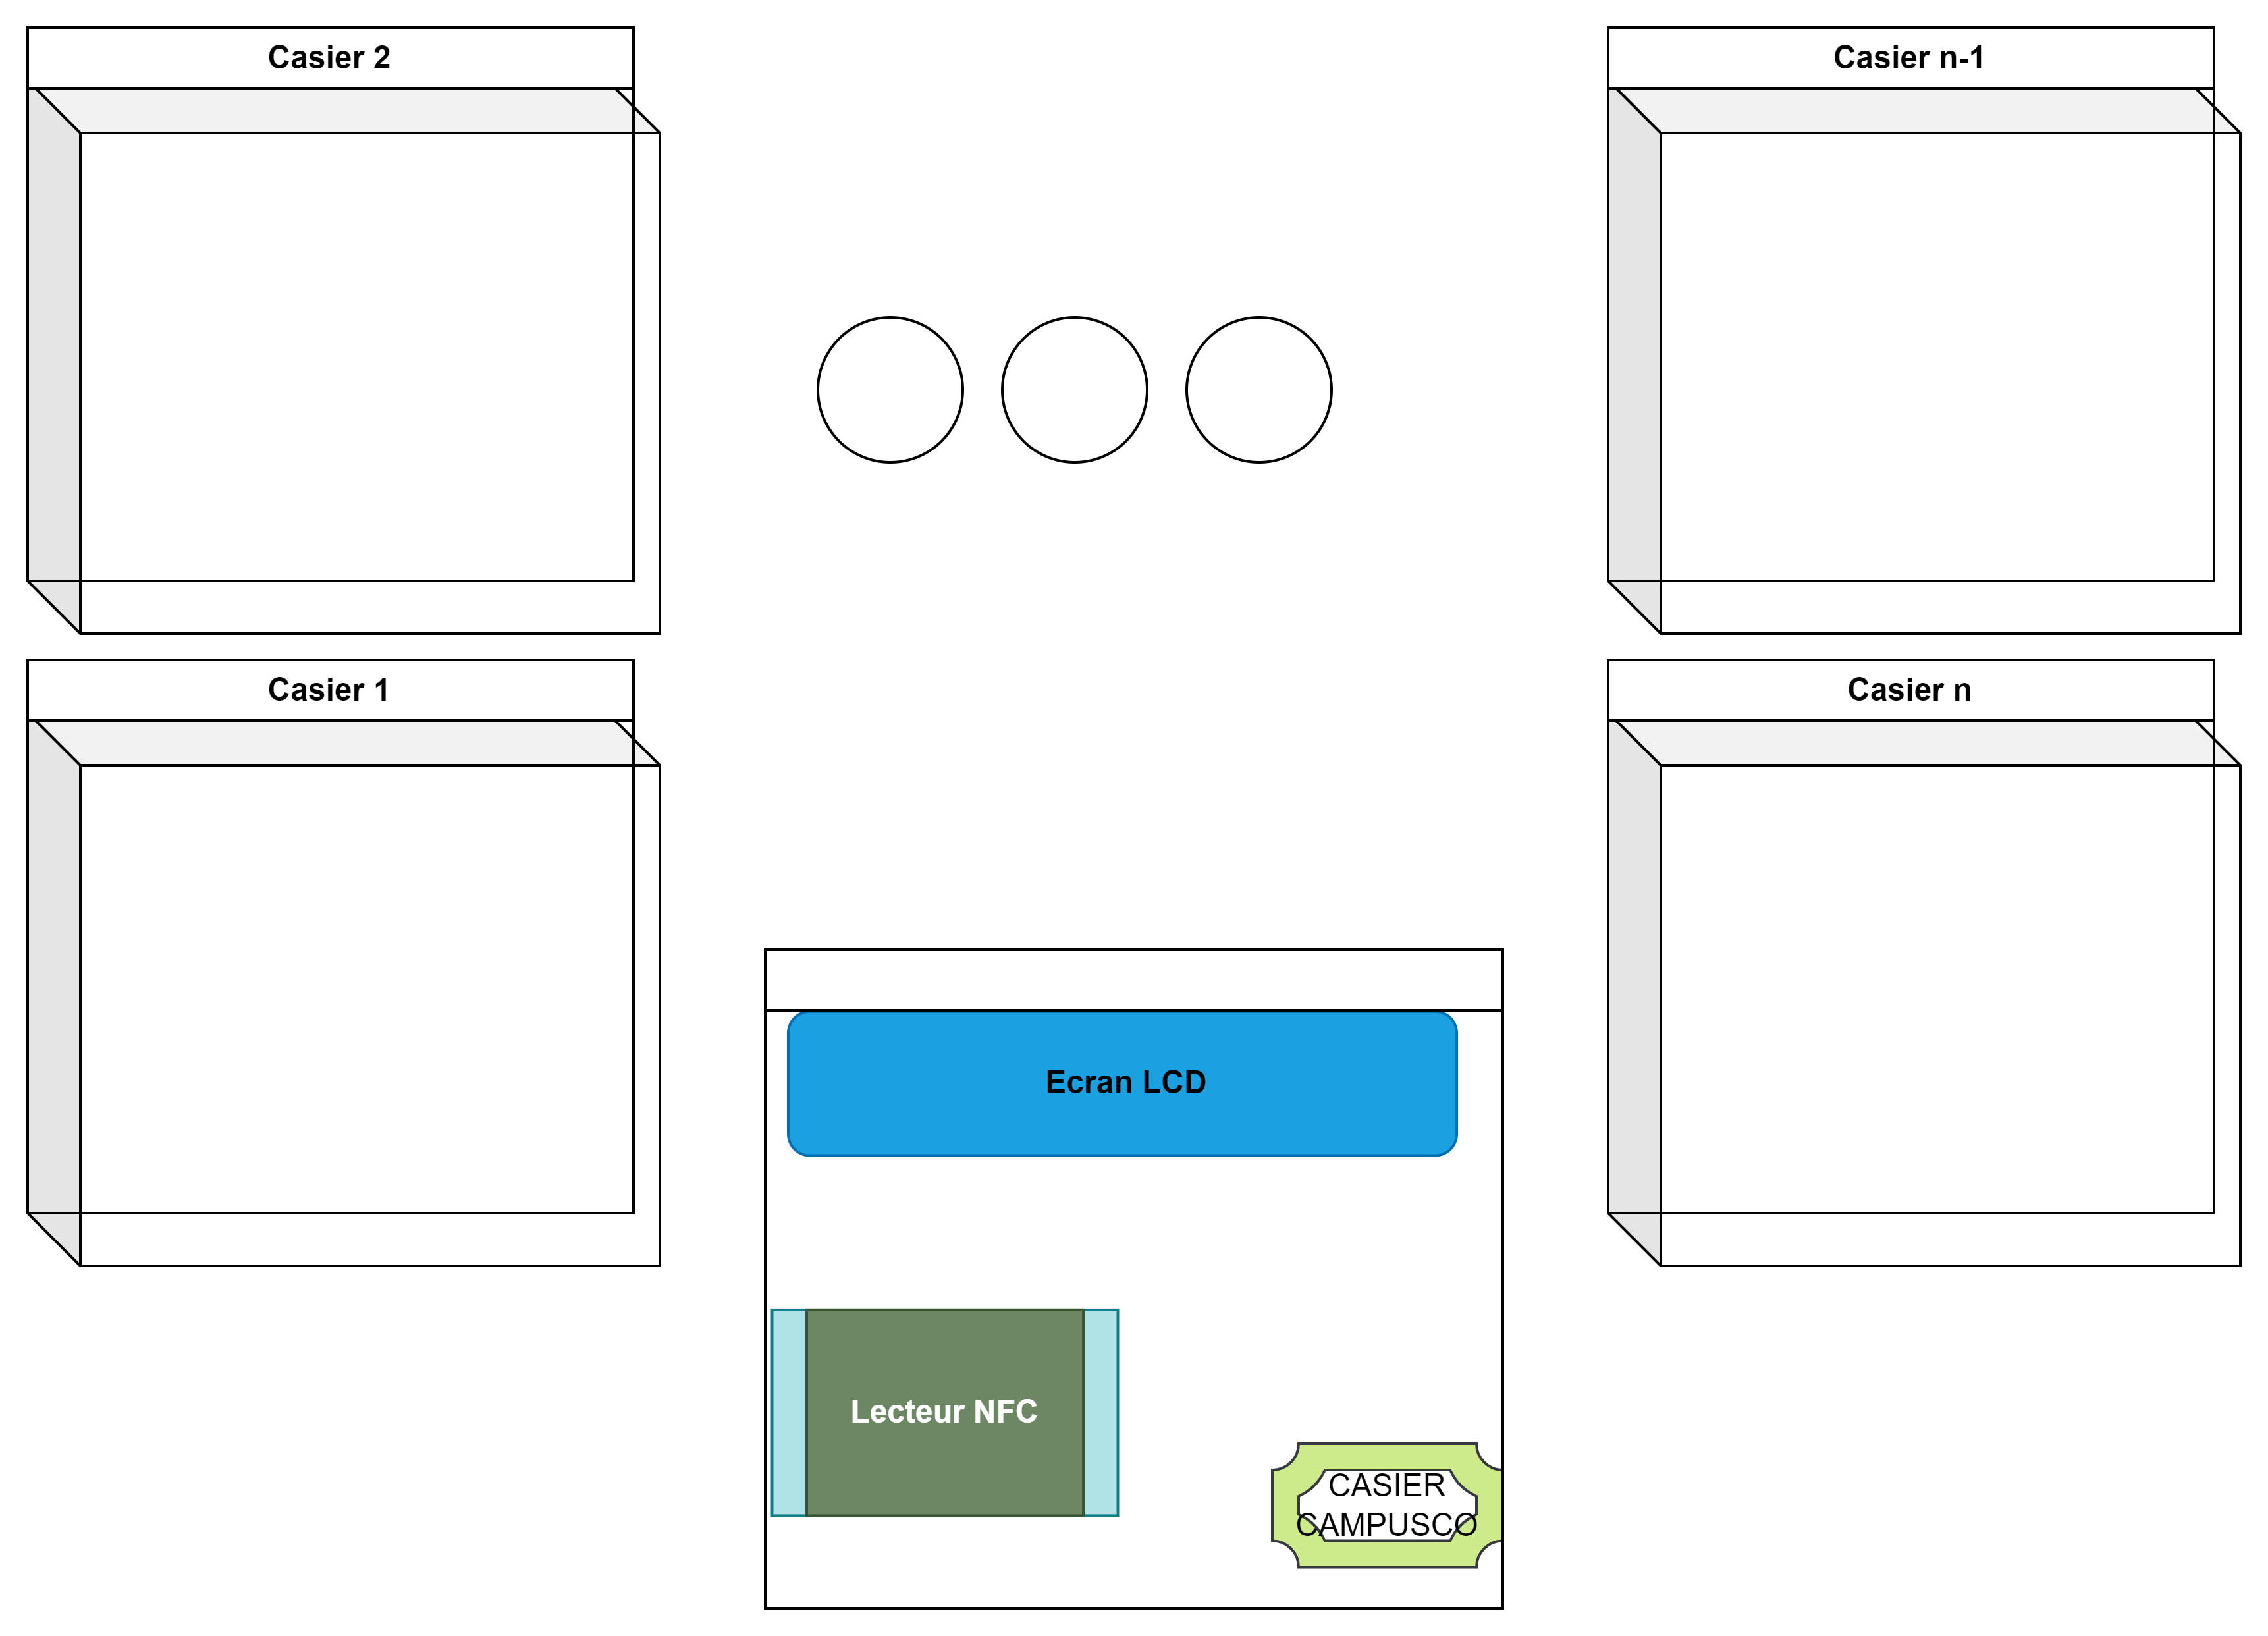 Casier 2
Casier n-1
Casier 1
Casier n
Ecran LCD
Lecteur NFC
CASIER
CAMPUSCO